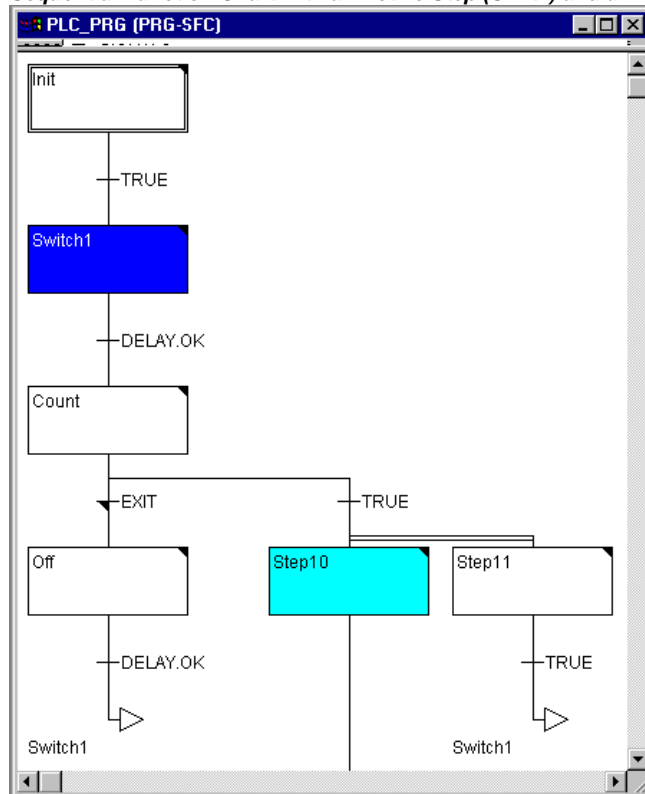 PLC_PRG (PRG-SFC)
Init
TRUE
Switch1
DELAY.OK
Count
EXIT
TRUE
Off
Step10
Step11
DELAY.OK
TRUE
Switch1
Switch1